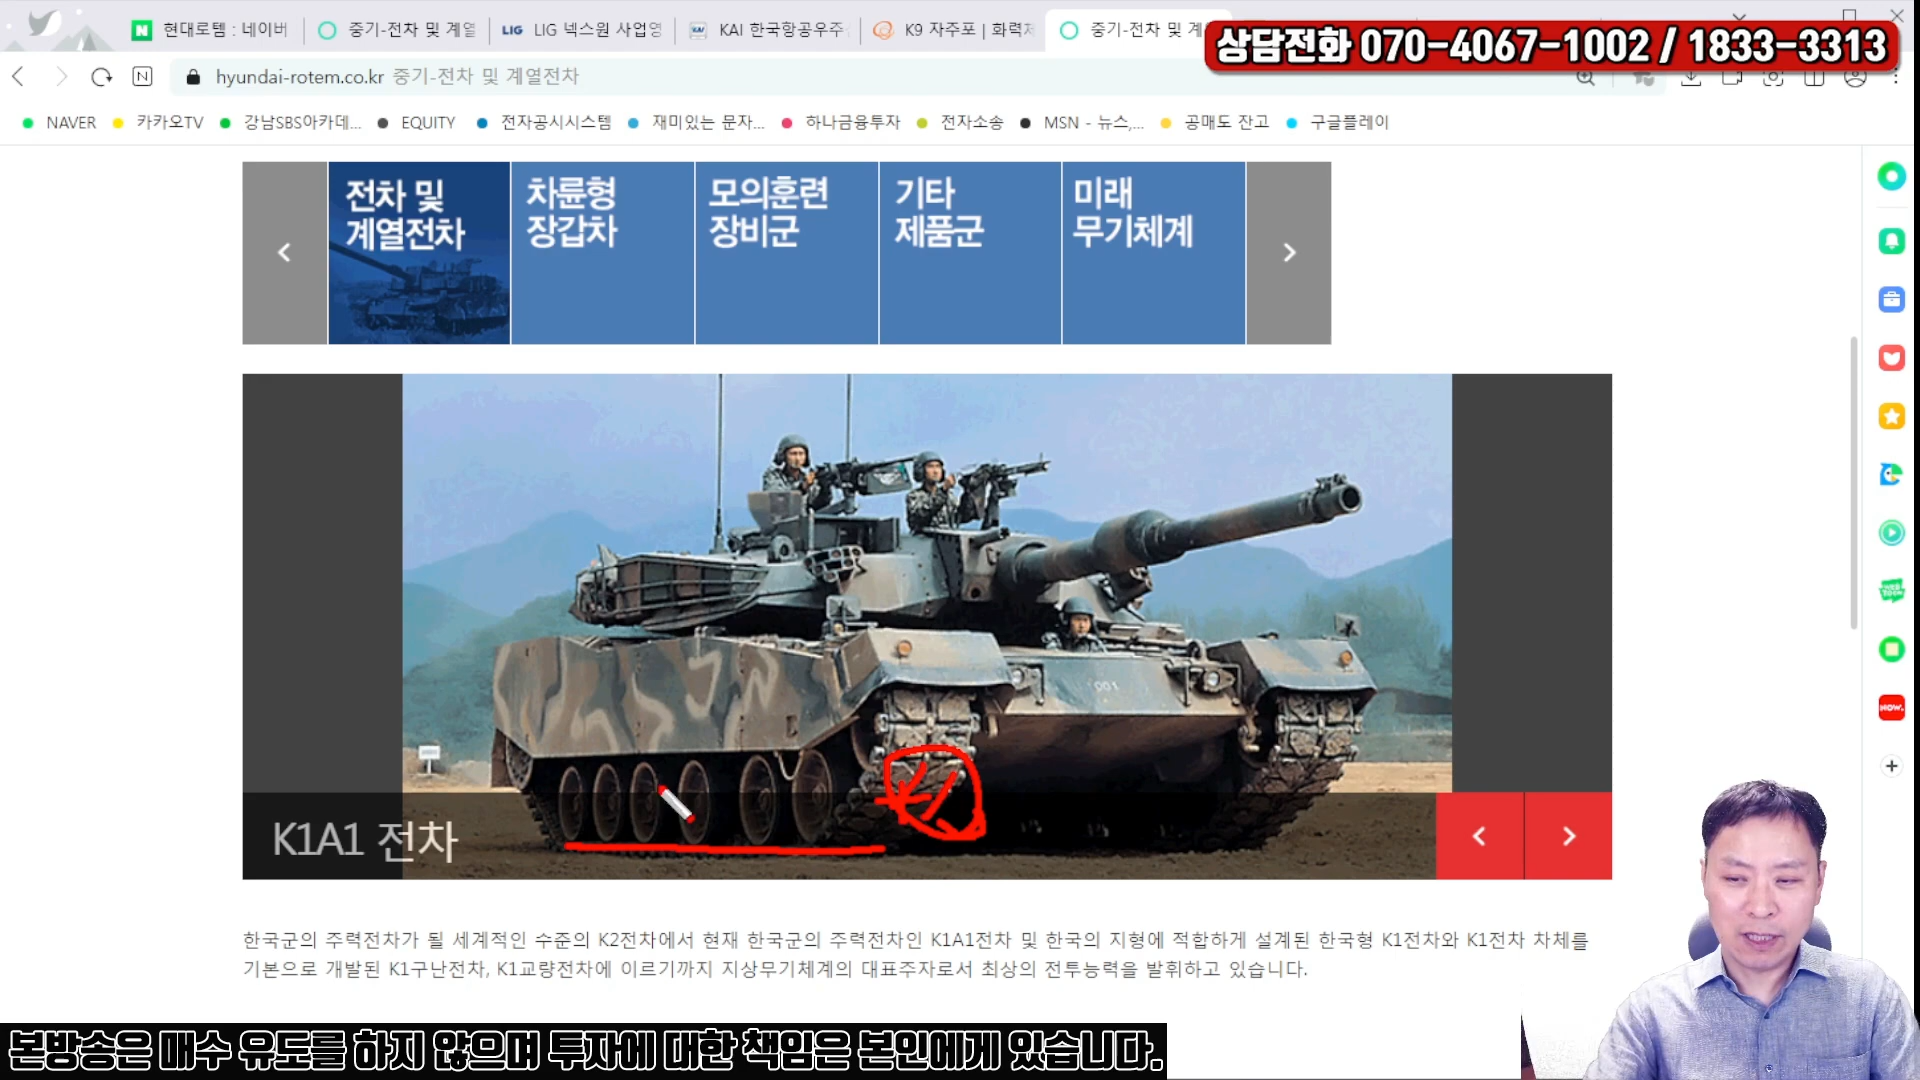 현대로템 : 네이버
중기-전차 및 계열
LIG
LIG 넥스원 사업영
KAI 한국항공우주
K9 자주포 | 화력체
중기-전차 및 계
상담전화 070-4067-1002 / 1833-3313
hyundai-rotem.co.kr 중기-전차 및 계열전차
NAVER
카카오TV
강남SBS아카데...
EQUITY
전자공시시스템
재미있는 문자...
하나금융투자
전자소송
MSN - 뉴스,...
공매도 잔고
구글플레이
전차 및
계열전차
차륜형
장갑차
모의훈련
장비군
기타
제품군
미래
무기체계
001
K1A1 전차
NOW.
한국군의 주력전차가 될 세계적인 수준의 K2전차에서 현재 한국군의 주력전차인 K1A1전차 및 한국의 지형에 적합하게 설계된 한국형 K1전차와 K1전차 차체를
기본으로 개발된 K1구난전차, K1교량전차에 이르기까지 지상무기체계의 대표주자로서 최상의 전투능력을 발휘하고 있습니다.
본방송은 매수 유도를 하지 않으며 투자에 대한 책임은 본인에게 있습니다.